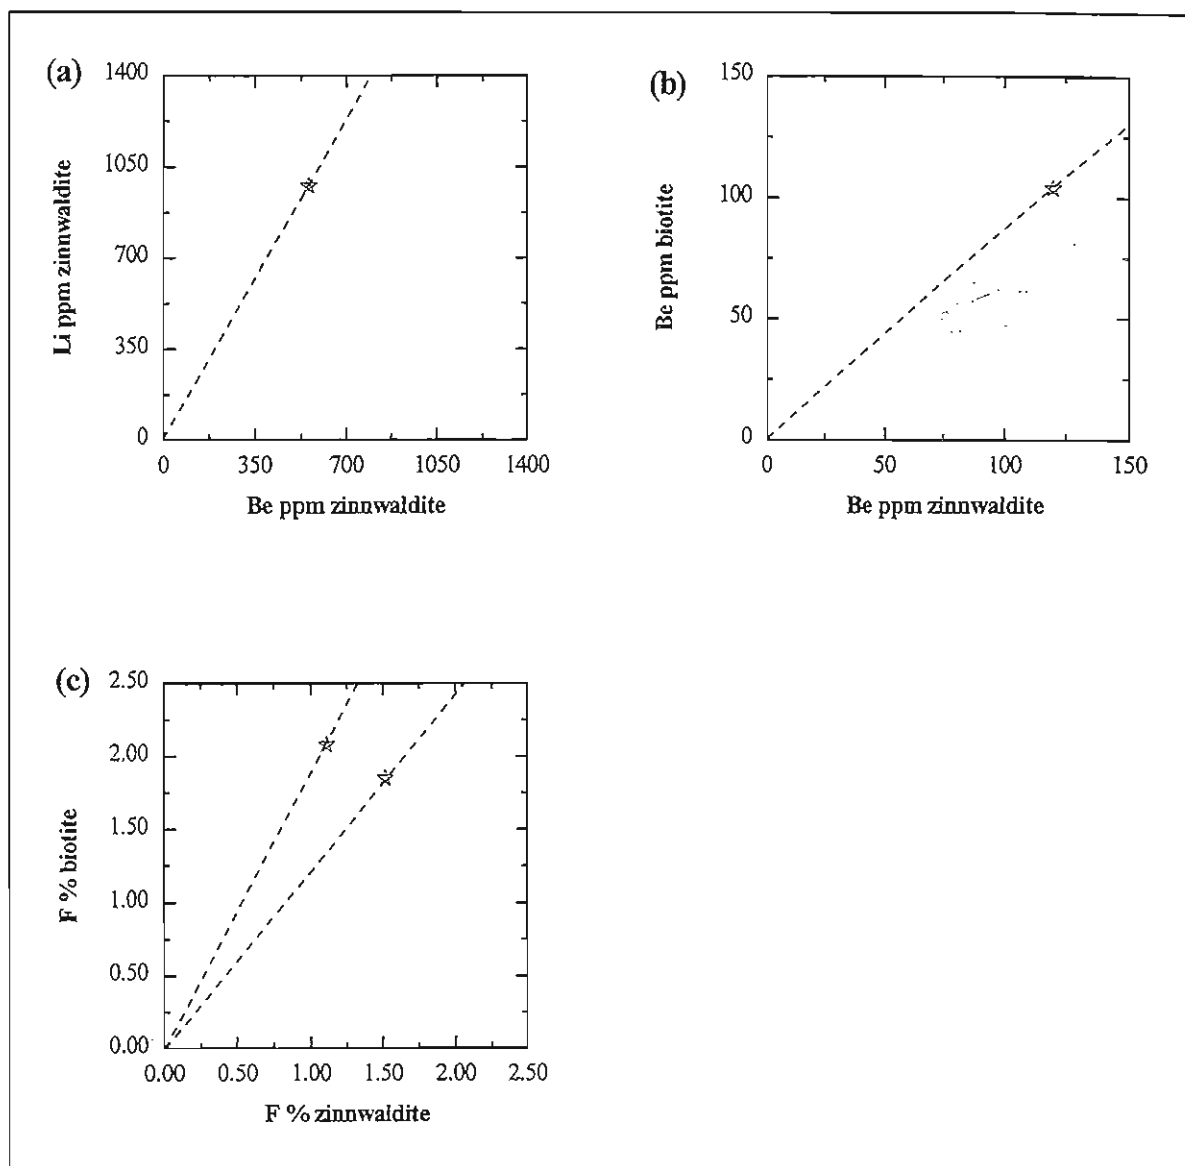 (a)
1400
1050
700
350
0
Li ppm zinnwaldite
0 350 700 1050 1400
Be ppm zinnwaldite
(b)
150
100
50
0
Be ppm biotite
0 50 100 150
Be ppm zinnwaldite
(c)
2.50
2.00
1.50
1.00
0.50
0.00
F % biotite
0.00 0.50 1.00 1.50 2.00 2.50
F % zinnwaldite